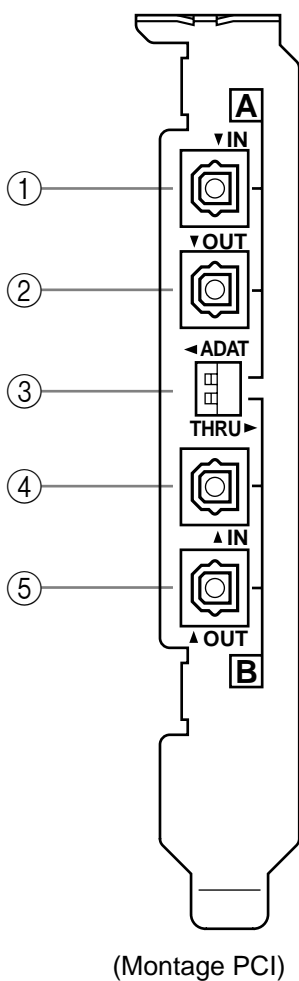 A
▼IN
①
▼OUT
②
◄ADAT
③
THRU►
④
▲IN
⑤
▲OUT
B
(Montage PCI)